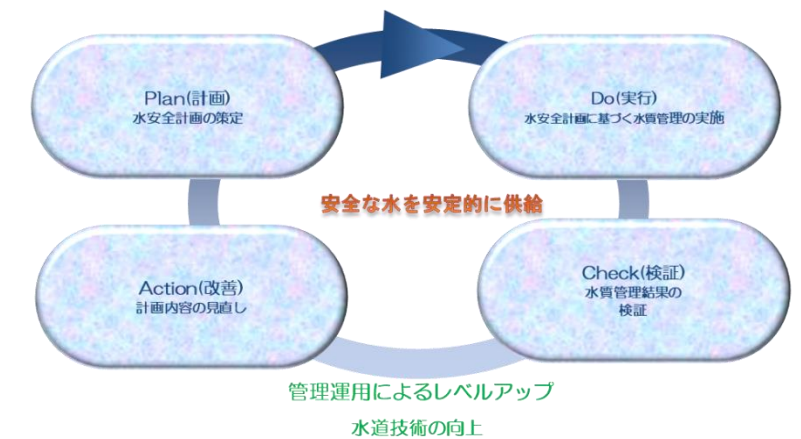 Plan(計画)
水安全計画の策定
Do(実行)
水安全計画に基づく水質管理の実施
安全な水を安定的に供給
Action(改善)
計画内容の見直し
Check(検証)
水質管理結果の
検証
管理運用によるレベルアップ
水道技術の向上